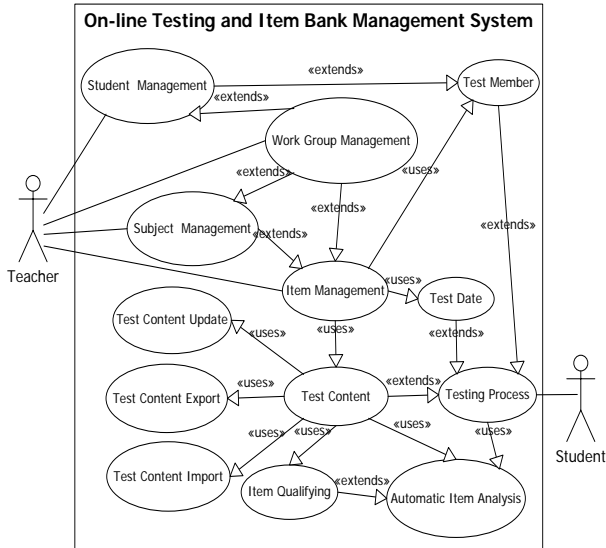 On-line Testing and Item Bank Management System
Student Management
«extends»
Test Member
«extends»
Work Group Management
«extends»
«uses»
«extends»
«extends»
Teacher
Subject Management
«extends»
Item Management
«uses»
Test Date
Test Content Update
«uses»
«uses»
«extends»
Test Content Export
«uses»
Test Content
«extends»
Testing Process
Student
«uses»
«uses»
«uses»
«uses»
Test Content Import
Item Qualifying
«extends»
Automatic Item Analysis